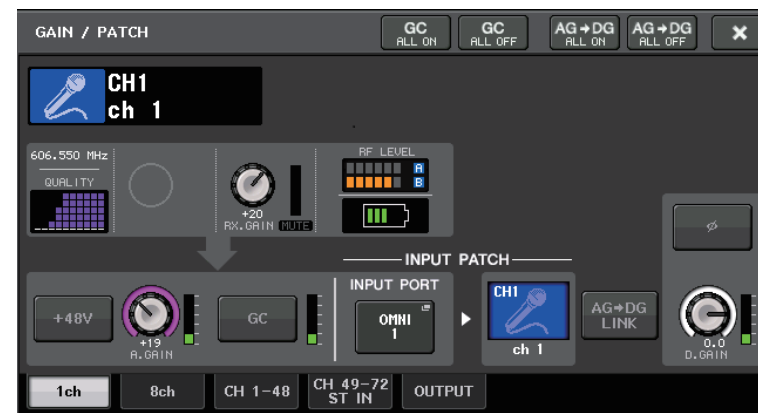 GAIN / PATCH
GC
ALL ON
GC
ALL OFF
AG→DG
ALL ON
AG→DG
ALL OFF
CH1
ch 1
606.550 MHz
QUALITY
+20
RX.GAIN MUTE
RF LEVEL
A
B
INPUT PATCH
INPUT PORT
+48V
+19
A.GAIN
GC
OMNI
1
CH1
ch 1
AG→DG
LINK
ø
0.0
D.GAIN
1ch
8ch
CH 1-48
CH 49-72
ST IN
OUTPUT